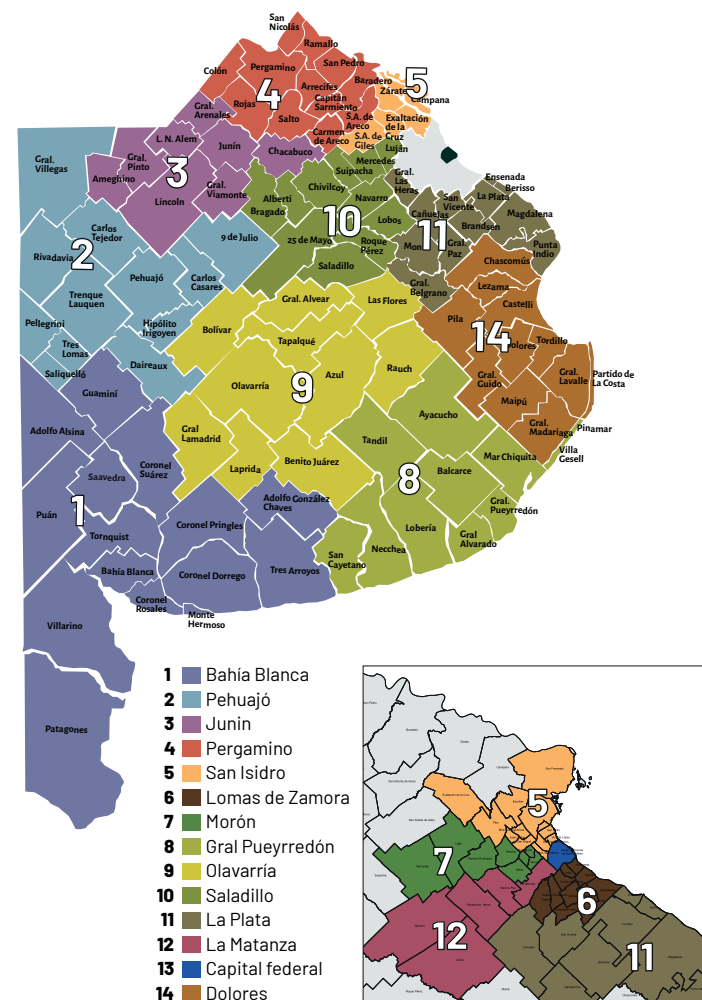 San
Nicolás
Ramallo
San Pedro
Pergamino
Colón
Baradero
Arrecifes
Zárate
5
Campana
4
Capitán
Sarmiento
Rojas
Gral.
Arenales
Salto
S.A. de
Areco
Exaltación
de la
Cruz
Carmen
de Areco
S.A. de
Giles
L. N. Alem
Junín
Luján
Chacabuco
Mercedes
Gral.
Villegas
Gral.
Pinto
3
Suipacha
Ameghino
Gral.
Las
Heras
Ensenada
Berisso
Lincoln
Gral.
Viamonte
Chivilcoy
Alberti
Navarro
San
Vicente
La Plata
Bragado
Cañuelas
Magdalena
10
Lobos
Carlos
Tejedor
9 de Julio
25 de Mayo
Roque
Pérez
Mon
11
Gral.
Paz
Brandsen
Punta
Indio
2
Rivadavia
Saladillo
Chascomús
Pehuajó
Carlos
Casares
Gral.
Belgrano
Lezama
Trenque
Lauquen
Gral. Alvear
Las Flores
Castelli
Pellegrini
Hipólito
Irigoyen
Bolívar
Pila
14
Dolores
Tordillo
Tres
Lomas
Tapalqué
Daireaux
Saliquelló
Rauch
Azul
Gral.
Guido
Gral.
Lavalle
Partido de
La Costa
Guaminí
Olavarría
9
Maipú
Ayacucho
Adolfo Alsina
Gral
Lamadrid
Tandil
Gral.
Madariaga
Pinamar
Villa
Gesell
Coronel
Suárez
Laprida
Benito Juárez
Mar Chiquita
Saavedra
8
Balcarce
Puán
1
Adolfo González
Chaves
Gral.
Pueyrredón
Coronel Pringles
Tornquist
Lobería
Gral
Alvarado
Necchea
San
Cayetano
Bahía Blanca
Coronel Dorrego
Tres Arroyos
Coronel
Rosales
Monte
Hermoso
Villarino
Patagones
1 Bahía Blanca
2 Pehuajó
3 Junin
4 Pergamino
5 San Isidro
6 Lomas de Zamora
7 Morón
8 Gral Pueyrredón
9 Olavarría
10 Saladillo
11 La Plata
12 La Matanza
13 Capital federal
14 Dolores
5
7
6
12
11